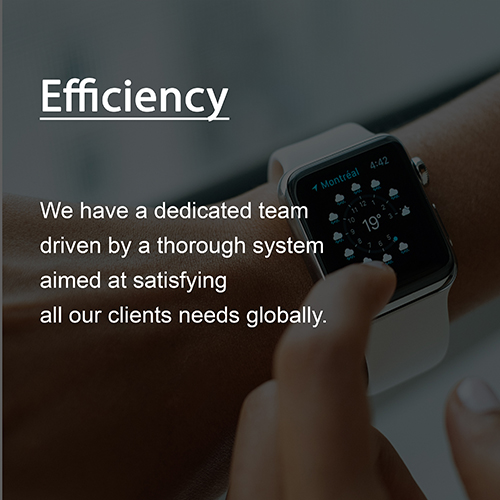 Efficiency
We have a dedicated team
driven by a thorough system
aimed at satisfying
all our clients needs globally.
Montréal 4:42
19°